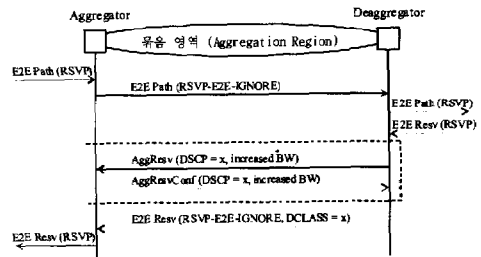 Aggregator
Deaggregator
묶음 영역 (Aggregation Region)
E2E Path (RSVP)
E2E Path (RSVP-E2E-IGNORE)
E2E Path (RSVP)
E2E Resv (RSVP)
AggResv (DSCP = x, increased BW)
AggResvConf (DSCP = x, increased BW)
E2E Resv (RSVP-E2E-IGNORE, DCLASS = x)
E2E Resv (RSVP)